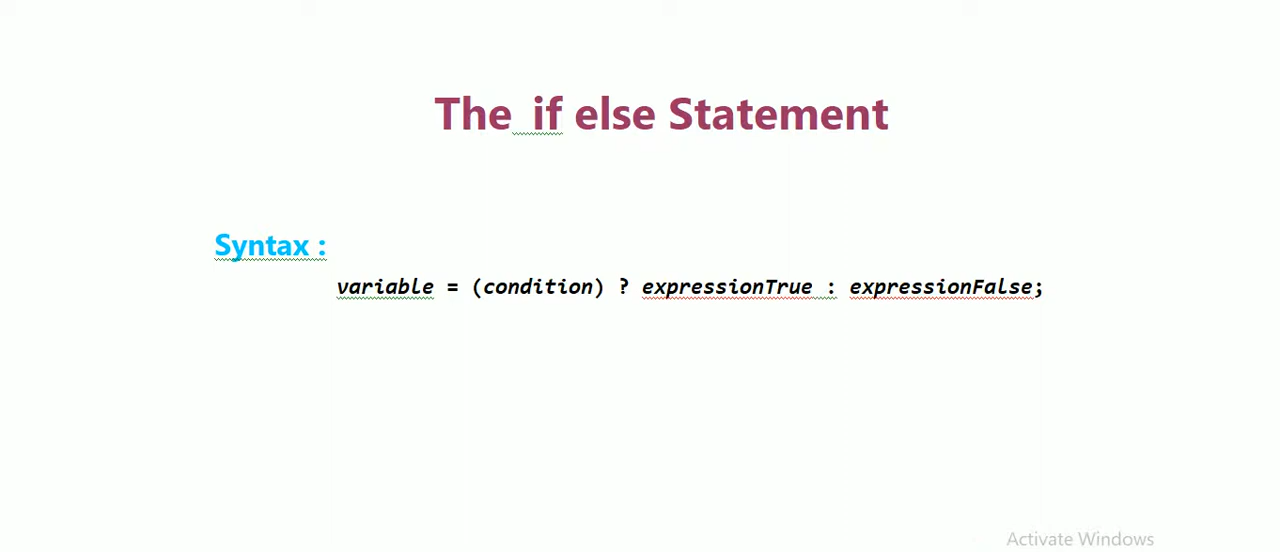 The if else Statement
Syntax :
variable = (condition) ? expressionTrue : expressionFalse;
Activate Windows